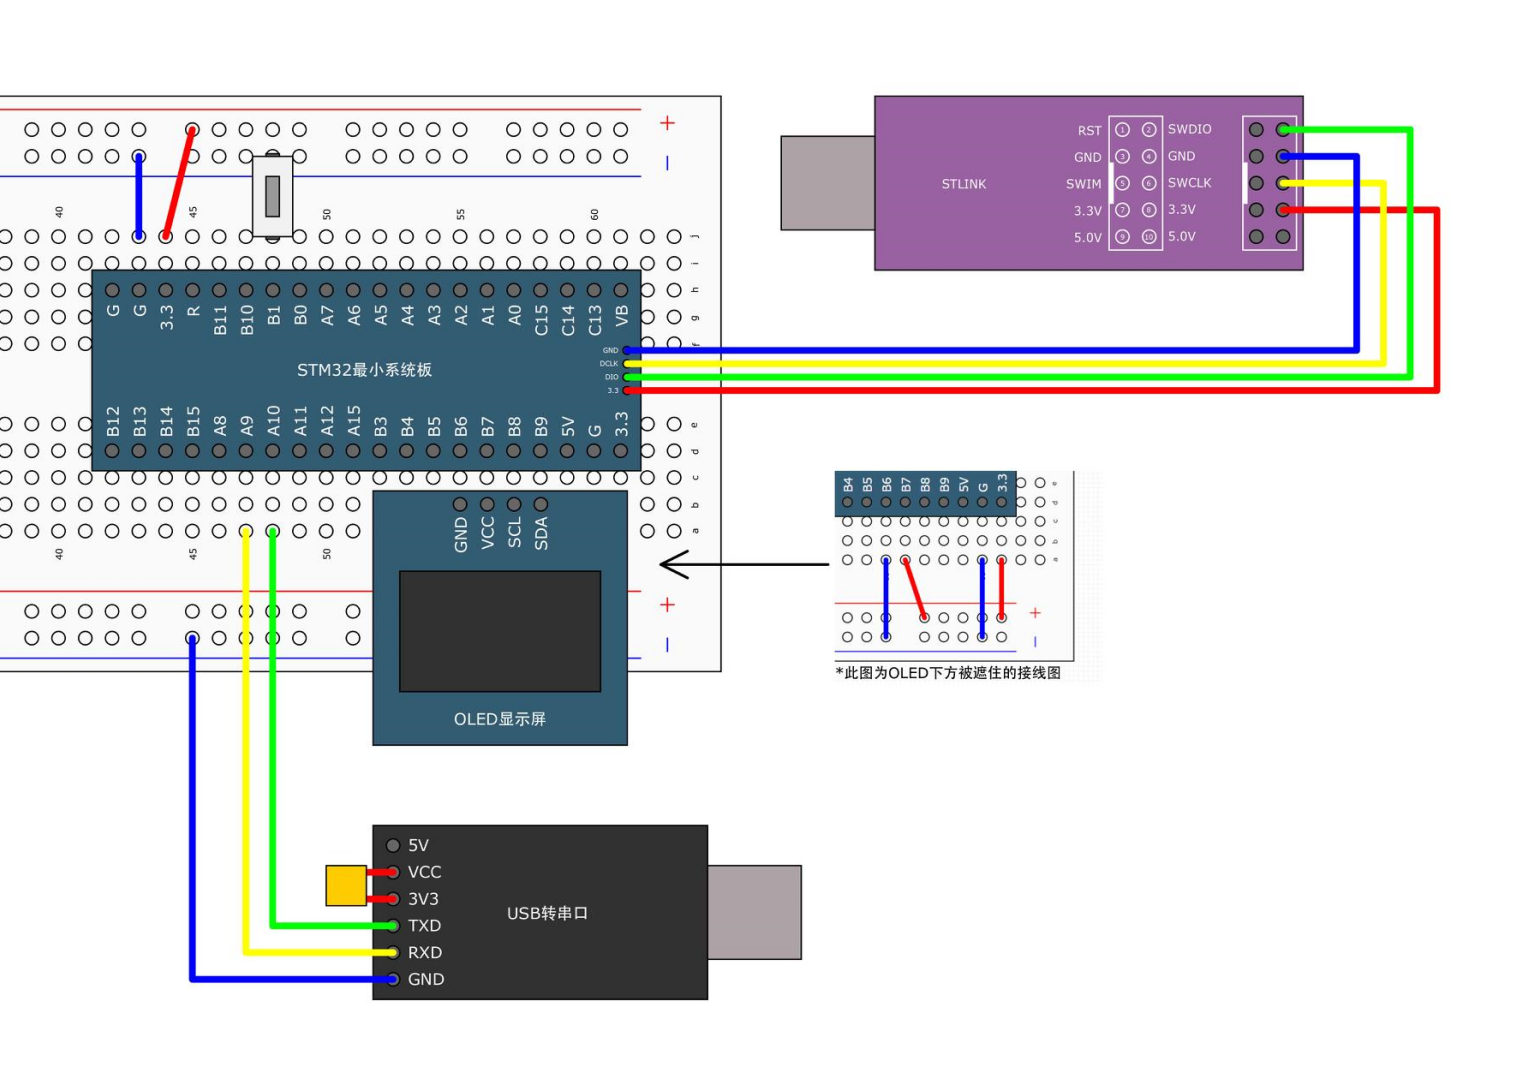 +
−
40 45 50 55 60
j
i
h
g
f
G G 3.3 R B11 B10 B1 B0 A7 A6 A5 A4 A3 A2 A1 A0 C15 C14 C13 VB
GND
DCLK
DIO
3.3
STM32最小系统板
B12 B13 B14 B15 A8 A9 A10 A11 A12 A15 B3 B4 B5 B6 B7 B8 B9 5V G 3.3
e
d
c
b
a
40 45 50
+
−
STLINK
RST 1 2 SWDIO
GND 3 4 GND
SWIM 5 6 SWCLK
3.3V 7 8 3.3V
5.0V 9 10 5.0V
GND VCC SCL SDA
OLED显示屏
B4 B5 B6 B7 B8 B9 5V G 3.3
e
d
c
b
a
+
−
*此图为OLED下方被遮住的接线图
5V
VCC
3V3
TXD
RXD
GND
USB转串口